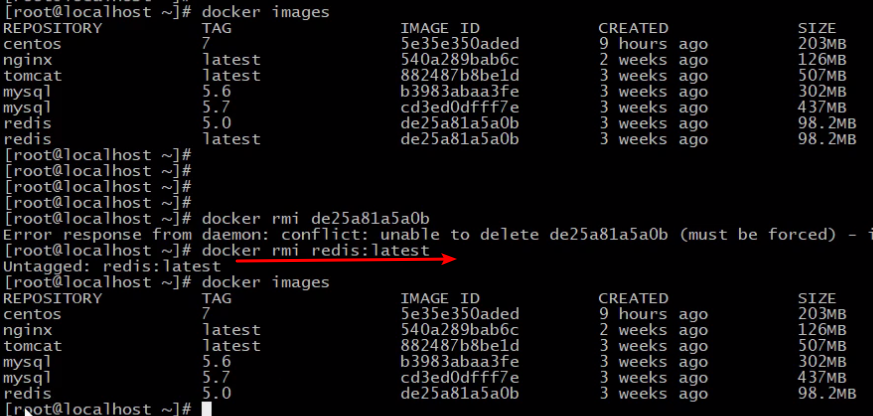 [root@localhost ~]# docker images
REPOSITORY TAG IMAGE ID CREATED SIZE
centos 7 5e35e350aded 9 hours ago 203MB
nginx latest 540a289bab6c 2 weeks ago 126MB
tomcat latest 882487b8be1d 3 weeks ago 507MB
mysql 5.6 b3983abaa3fe 3 weeks ago 302MB
mysql 5.7 cd3ed0dfff7e 3 weeks ago 437MB
redis 5.0 de25a81a5a0b 3 weeks ago 98.2MB
redis latest de25a81a5a0b 3 weeks ago 98.2MB
[root@localhost ~]#
[root@localhost ~]#
[root@localhost ~]#
[root@localhost ~]#
[root@localhost ~]# docker rmi de25a81a5a0b
Error response from daemon: conflict: unable to delete de25a81a5a0b (must be forced) - i
[root@localhost ~]# docker rmi redis:latest
Untagged: redis:latest
[root@localhost ~]# docker images
REPOSITORY TAG IMAGE ID CREATED SIZE
centos 7 5e35e350aded 9 hours ago 203MB
nginx latest 540a289bab6c 2 weeks ago 126MB
tomcat latest 882487b8be1d 3 weeks ago 507MB
mysql 5.6 b3983abaa3fe 3 weeks ago 302MB
mysql 5.7 cd3ed0dfff7e 3 weeks ago 437MB
redis 5.0 de25a81a5a0b 3 weeks ago 98.2MB
[root@localhost ~]#